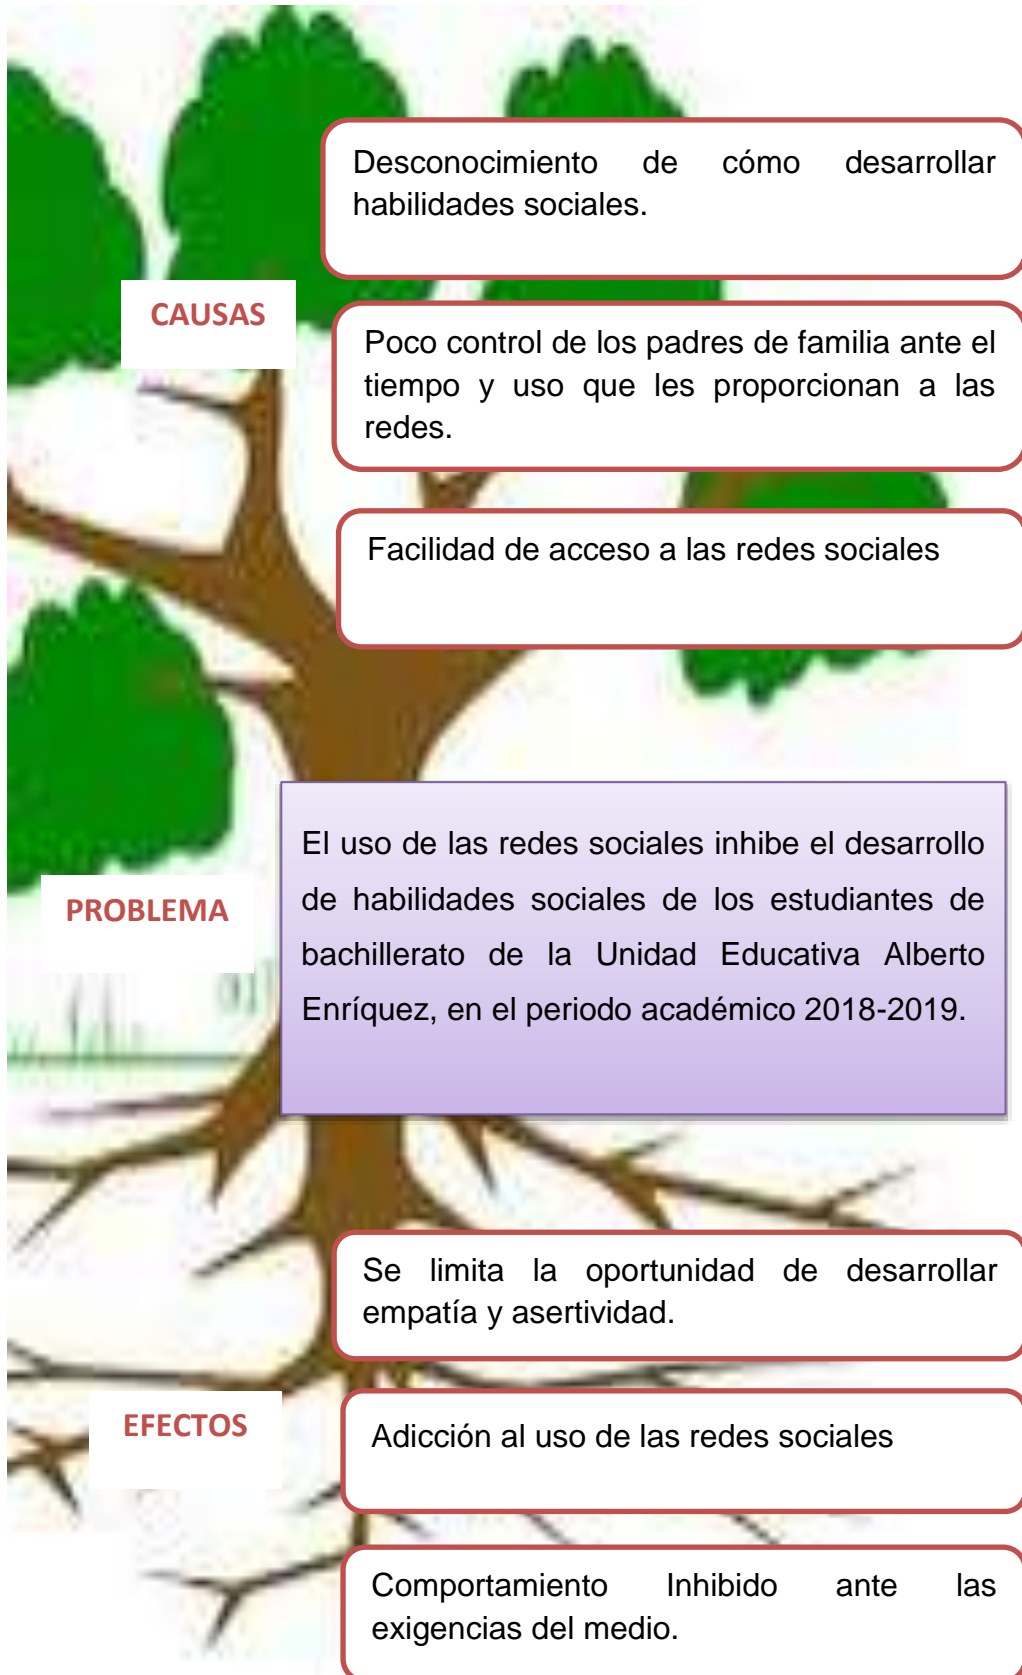 Desconocimiento de cómo desarrollar
habilidades sociales.
CAUSAS
Poco control de los padres de familia ante el
tiempo y uso que les proporcionan a las
redes.
Facilidad de acceso a las redes sociales
El uso de las redes sociales inhibe el desarrollo
de habilidades sociales de los estudiantes de
bachillerato de la Unidad Educativa Alberto
Enríquez, en el periodo académico 2018-2019.
PROBLEMA
Se limita la oportunidad de desarrollar
empatía y asertividad.
EFECTOS
Adicción al uso de las redes sociales
Comportamiento Inhibido ante las
exigencias del medio.